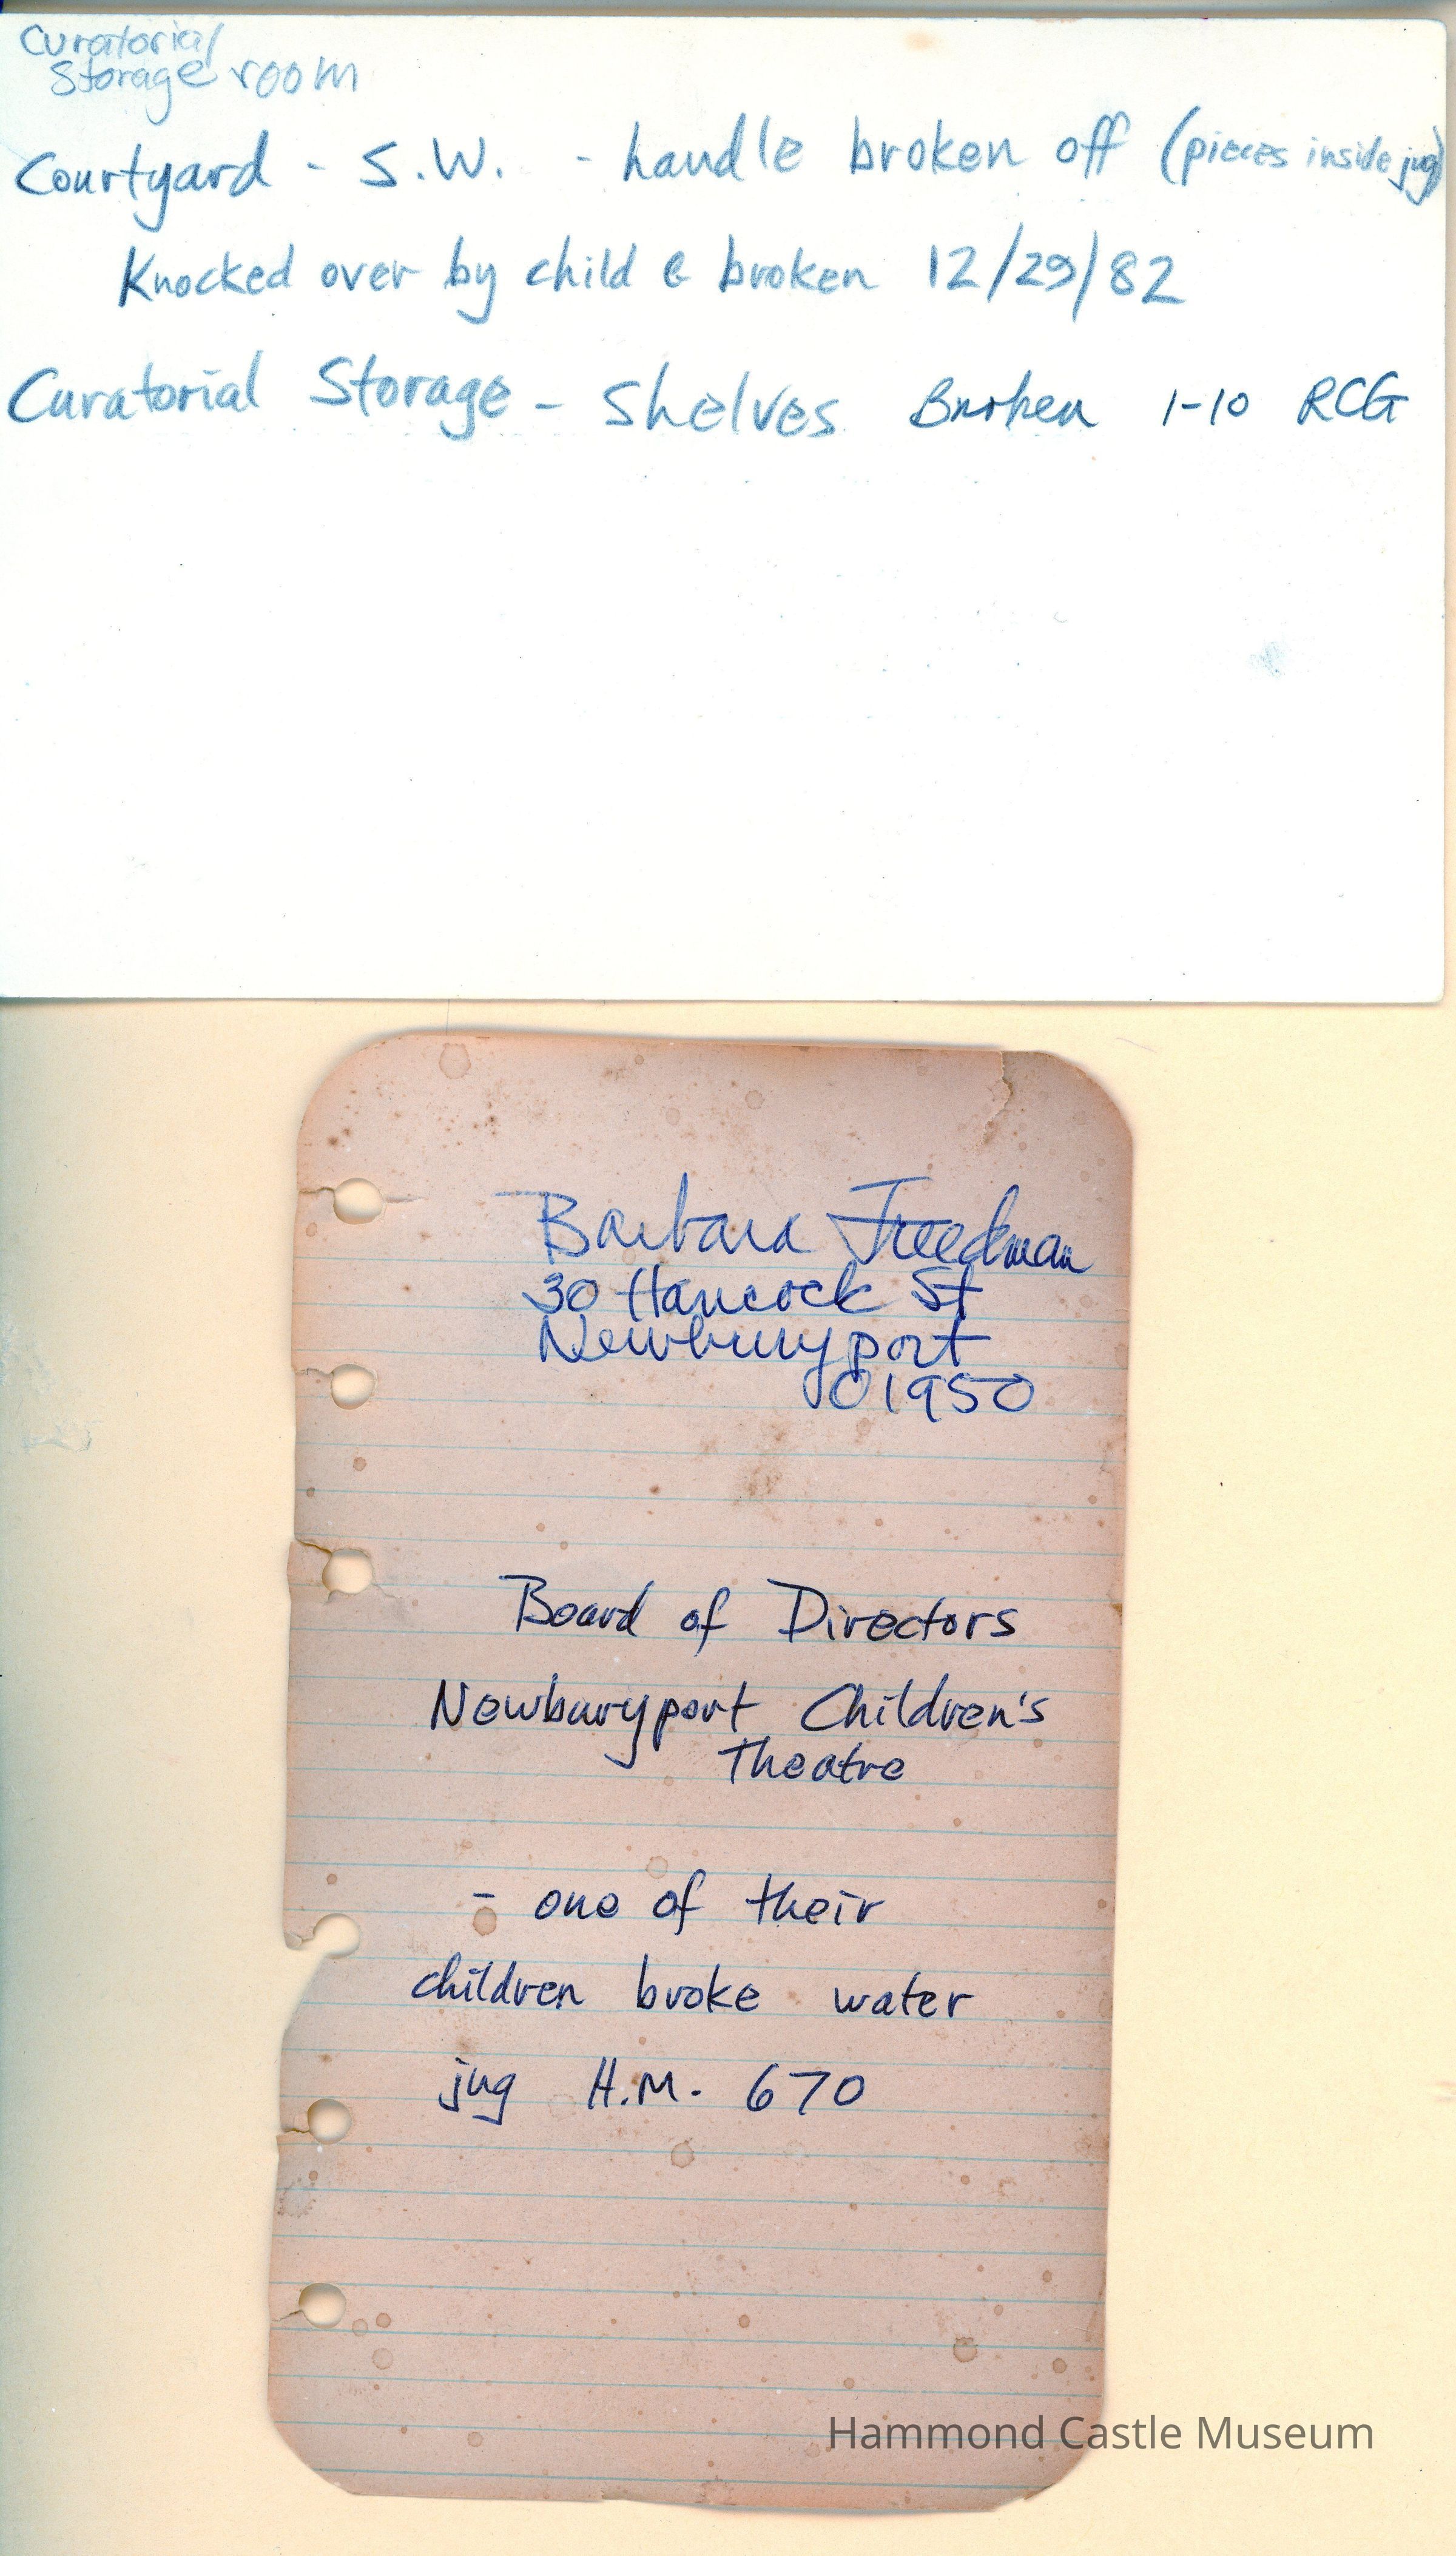 Curatorial
Storage room
Courtyard - S.W. - handle broken off (pieces inside jug)
Knocked over by child & broken 12/29/82
Curatorial Storage - Shelves Broken 1-10 RCG
Barbara Freedman
30 Hancock St
Newburyport
01950
Board of Directors
Newburyport Children's
Theatre
- one of their
children broke water
jug H.M. 670
Hammond Castle Museum